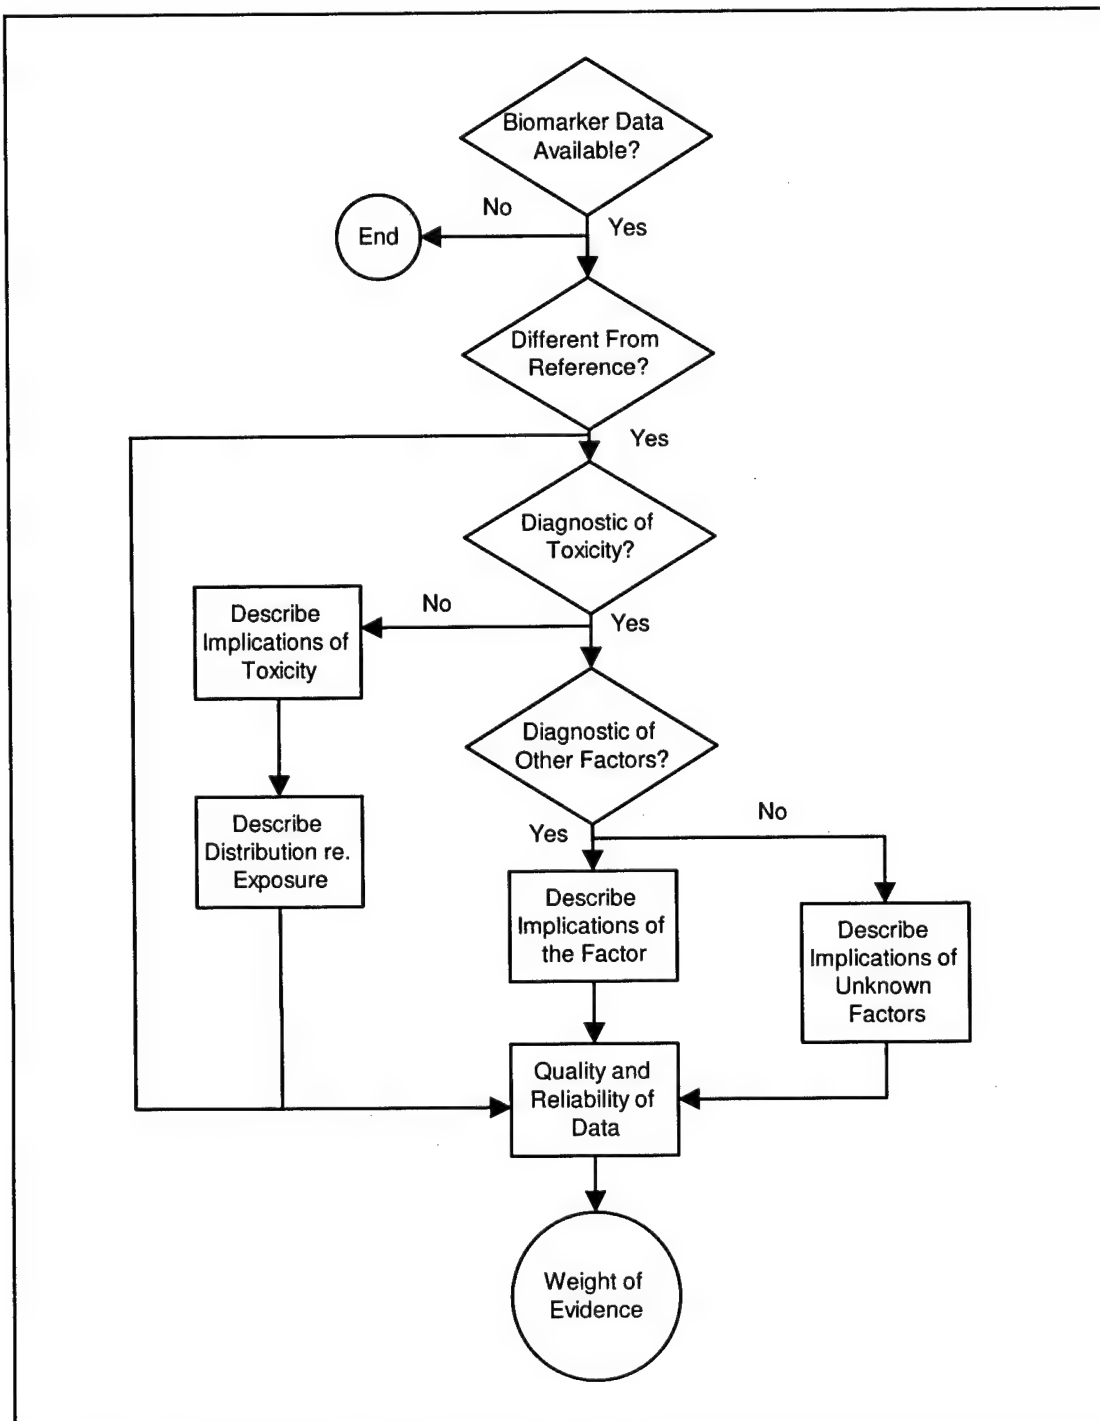 Biomarker Data
Available?
No
Yes
End
Different From
Reference?
Yes
Diagnostic of
Toxicity?
No
Yes
Describe
Implications of
Toxicity
Diagnostic of
Other Factors?
Describe
Distribution re.
Exposure
Yes
No
Describe
Implications of
the Factor
Describe
Implications of
Unknown
Factors
Quality and
Reliability of
Data
Weight of
Evidence